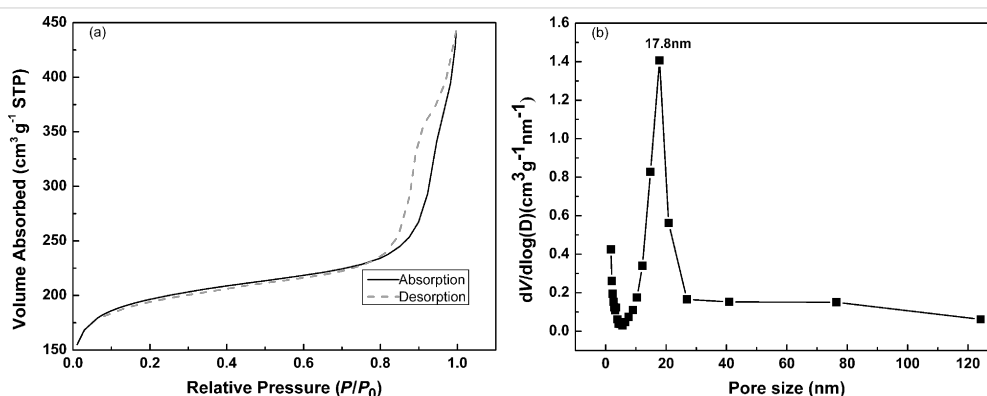 (a)
450
400
350
300
250
200
150
0.0 0.2 0.4 0.6 0.8 1.0
Volume Absorbed (cm³ g⁻¹ STP)
Relative Pressure (P/P₀)
Absorption
Desorption
(b)
17.8nm
1.6
1.4
1.2
1.0
0.8
0.6
0.4
0.2
0.0
0 20 40 60 80 100 120
dV/dlog(D)(cm³g⁻¹nm⁻¹)
Pore size (nm)